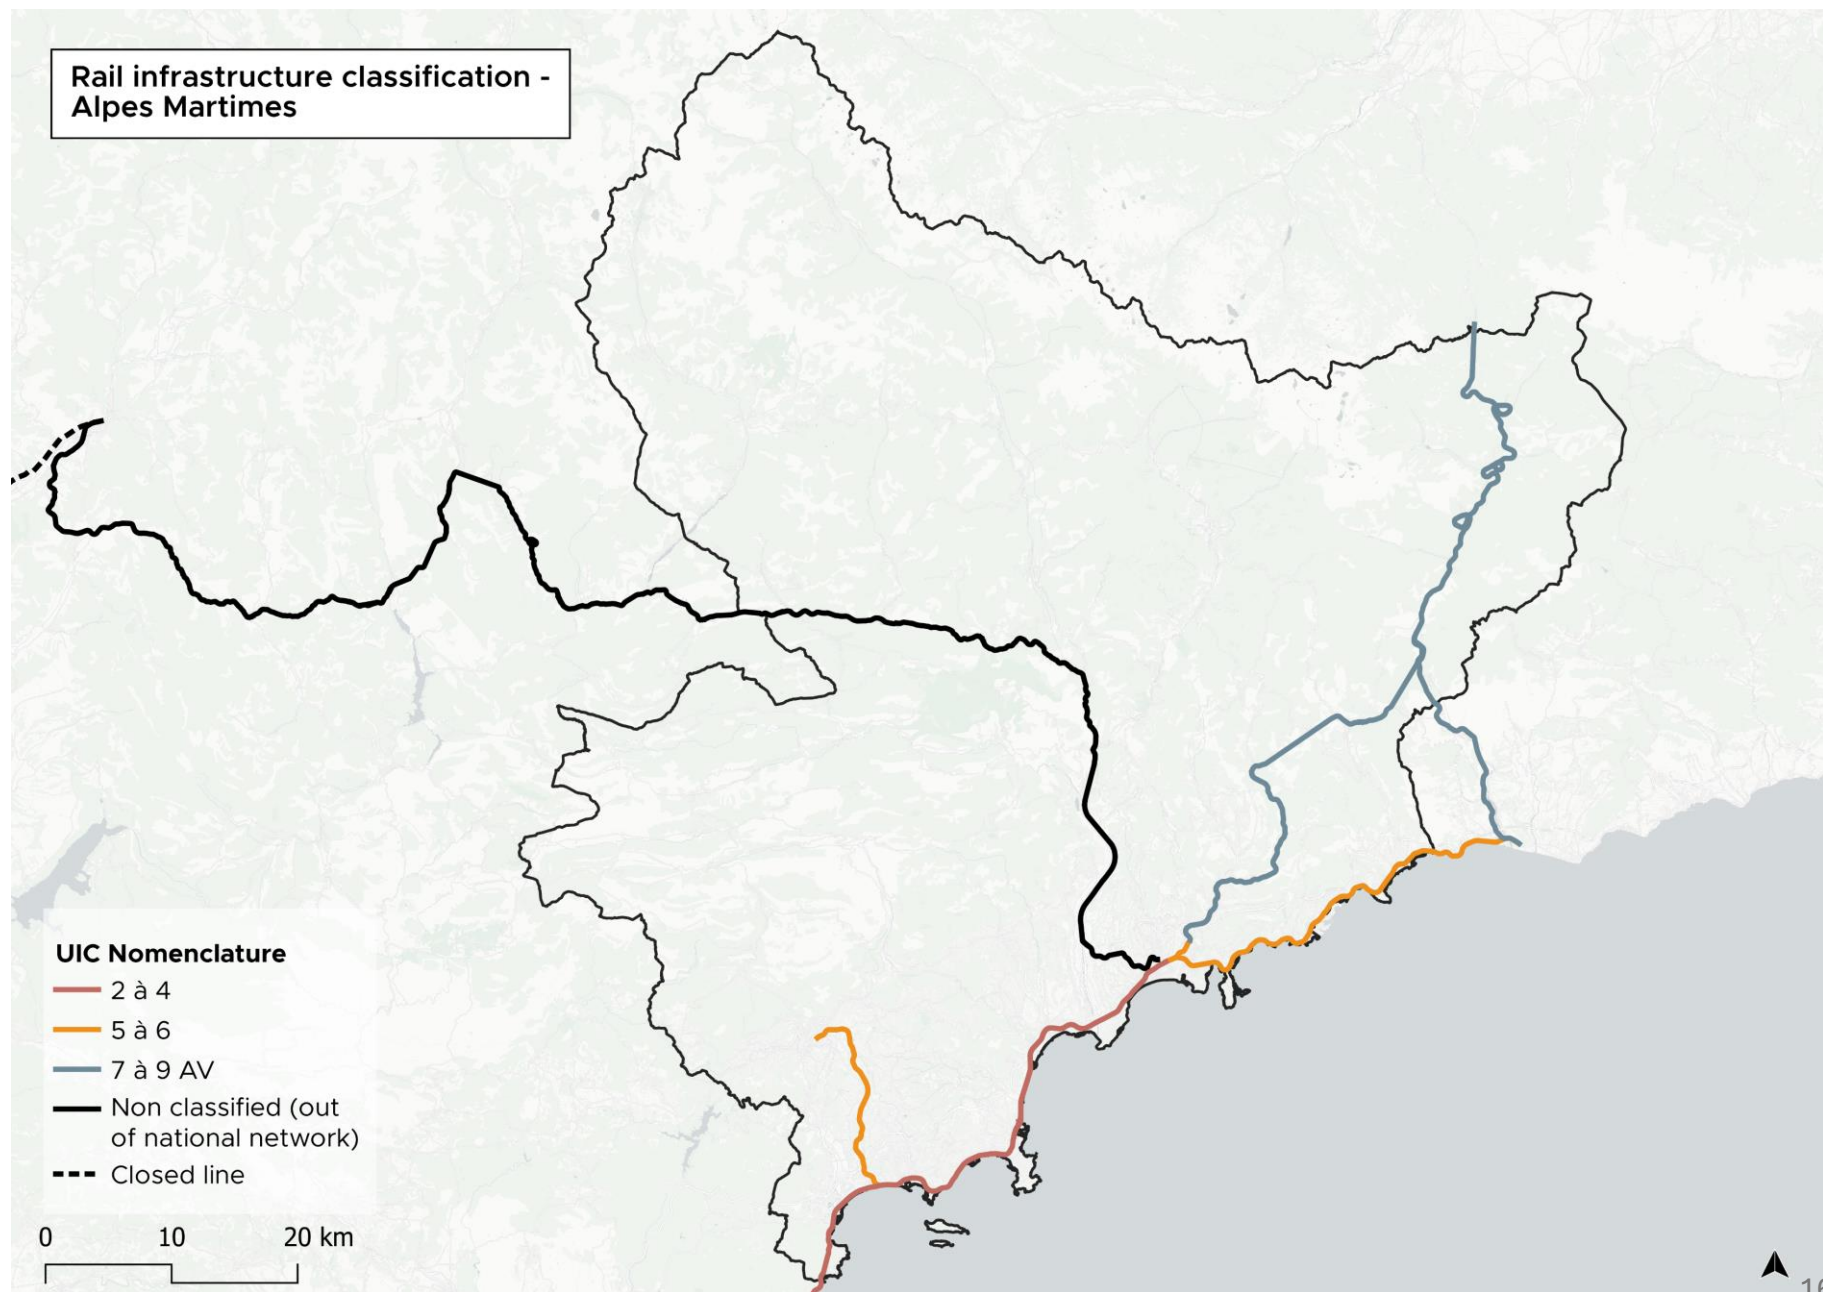 Rail infrastructure classification -
Alpes Martimes
UIC Nomenclature
2 à 4
5 à 6
7 à 9 AV
Non classified (out
of national network)
Closed line
0 10 20 km